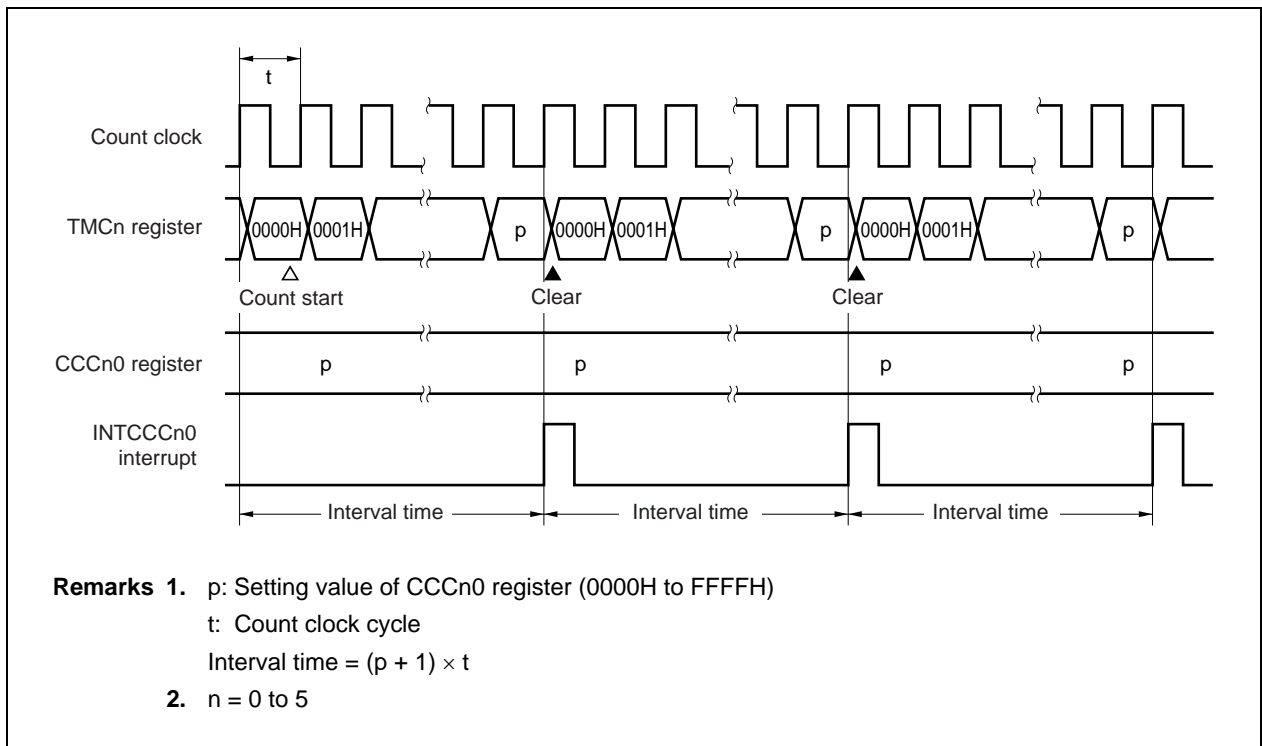 t
Count clock
TMCn register
0000H 0001H p 0000H 0001H p 0000H 0001H p
Count start Clear Clear
CCCn0 register p p p p
INTCCCn0
interrupt
Interval time Interval time Interval time
Remarks 1. p: Setting value of CCCn0 register (0000H to FFFFH)
t: Count clock cycle
Interval time = (p + 1) × t
2. n = 0 to 5